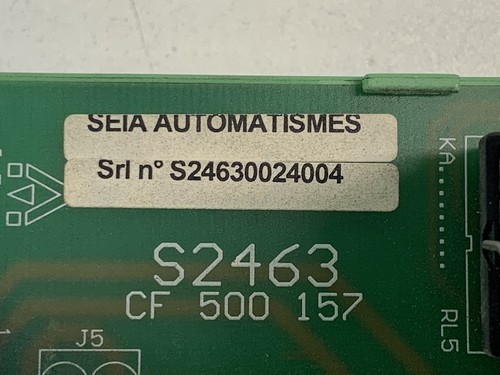 SEIA AUTOMATISMES
Srl n° S24630024004
S2463
CF 500 157
J5
KA.........
RL5